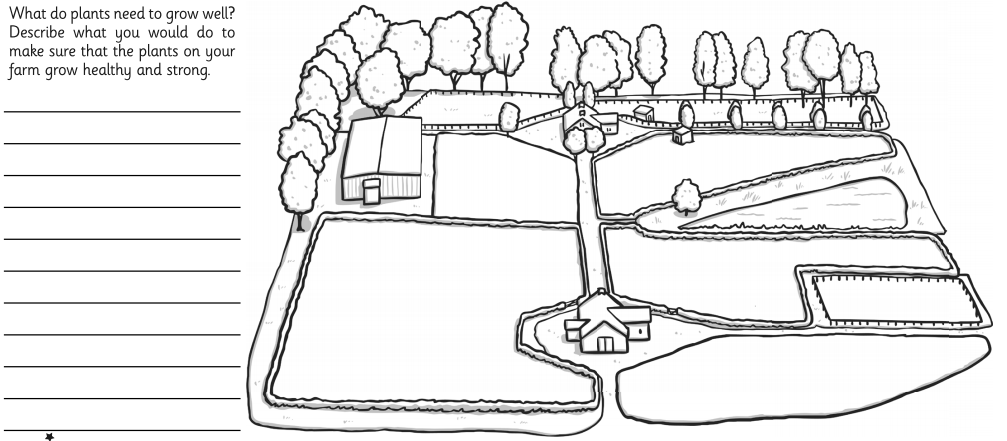 What do plants need to grow well?
Describe what you would do to
make sure that the plants on your
farm grow healthy and strong.